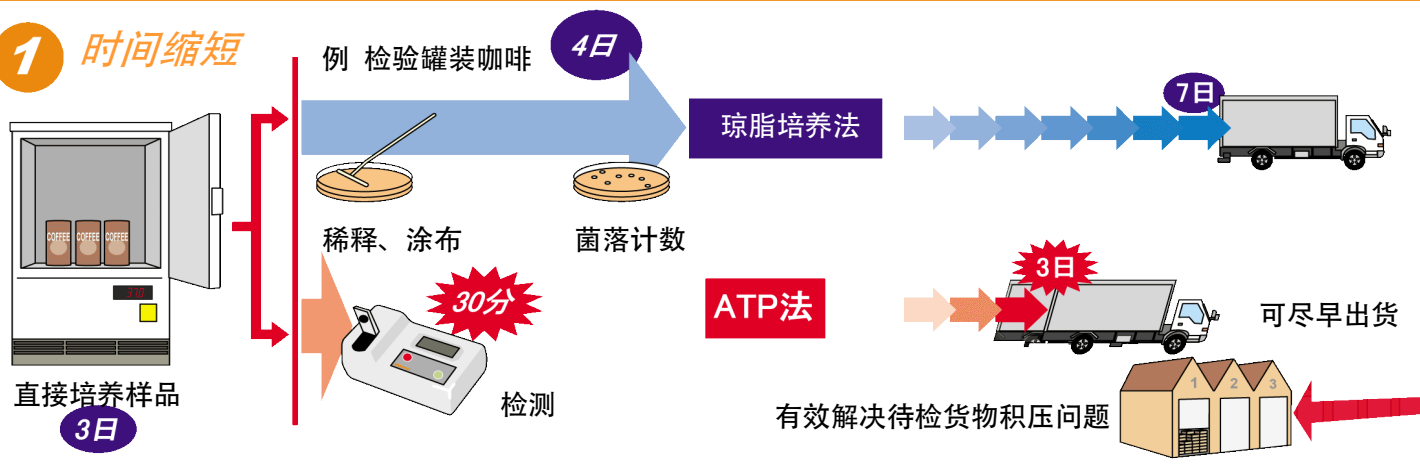 1 时间缩短
例 检验罐装咖啡
4日
琼脂培养法
7日
COFFEE COFFEE COFFEE
稀释、涂布
菌落计数
370
30分
ATP法
3日
可尽早出货
直接培养样品
3日
检测
有效解决待检货物积压问题
1 2 3